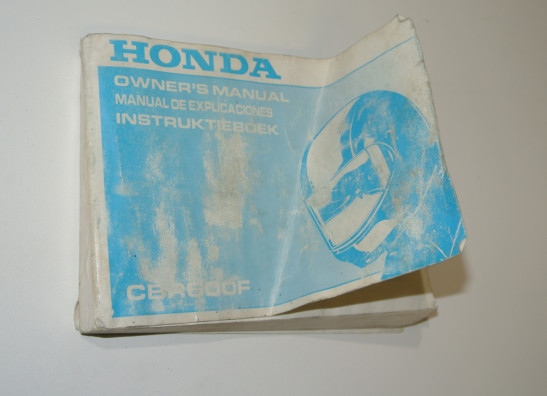 HONDA
OWNER'S MANUAL
MANUAL DE EXPLICACIONES
INSTRUKTIEBOEK
CBR600F